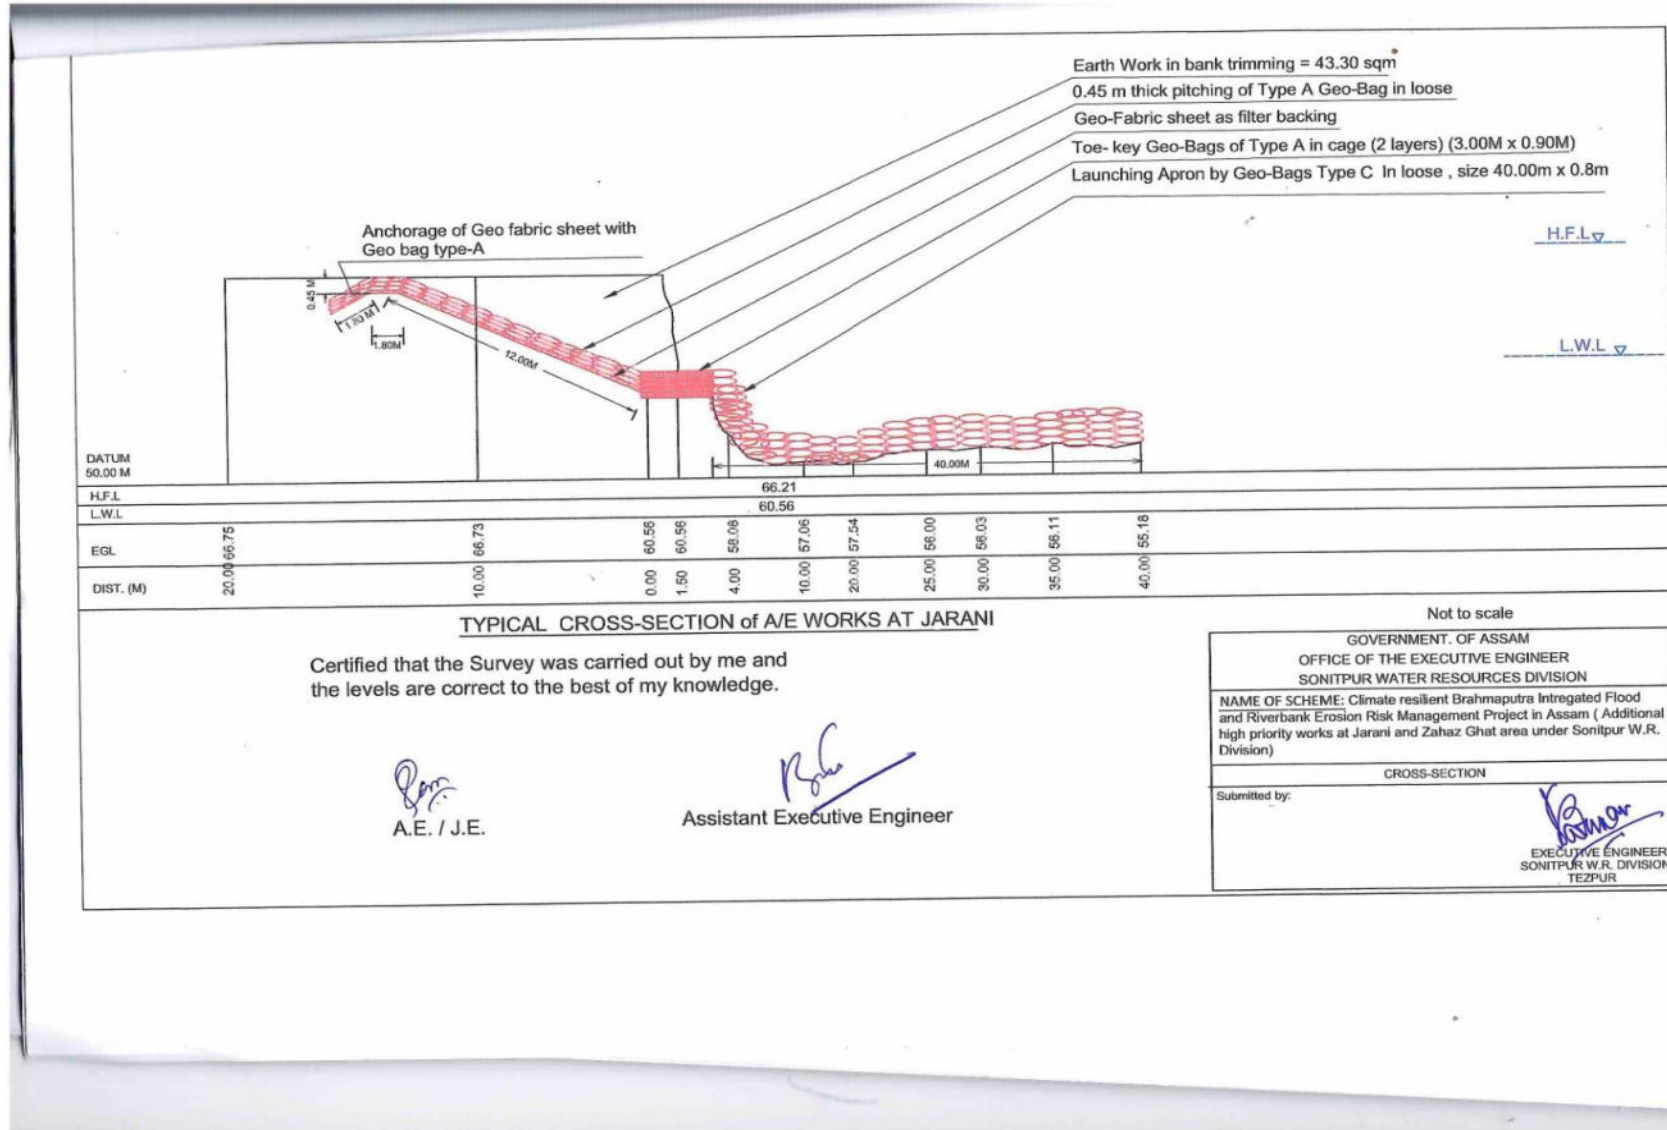 Earth Work in bank trimming = 43.30 sqm
0.45 m thick pitching of Type A Geo-Bag in loose
Geo-Fabric sheet as filter backing
Toe- key Geo-Bags of Type A in cage (2 layers) (3.00M x 0.90M)
Launching Apron by Geo-Bags Type C In loose , size 40.00m x 0.8m
Anchorage of Geo fabric sheet with
Geo bag type-A
H.F.L
L.W.L
0.45 M
1.80 M
1.80M
12.00M
40.00M
DATUM
50.00 M
H.F.L 66.21
L.W.L 60.56
EGL 66.75 66.73 60.56 60.56 58.06 57.06 57.54 56.00 56.03 56.11 55.18
DIST. (M) 20.00 10.00 0.00 1.50 4.00 10.00 20.00 25.00 30.00 35.00 40.00
TYPICAL CROSS-SECTION of A/E WORKS AT JARANI
Certified that the Survey was carried out by me and
the levels are correct to the best of my knowledge.
A.E. / J.E.
Assistant Executive Engineer
Not to scale
GOVERNMENT. OF ASSAM
OFFICE OF THE EXECUTIVE ENGINEER
SONITPUR WATER RESOURCES DIVISION
NAME OF SCHEME: Climate resilient Brahmaputra Intregated Flood
and Riverbank Erosion Risk Management Project in Assam ( Additional
high priority works at Jarani and Zahaz Ghat area under Sonitpur W.R.
Division)
CROSS-SECTION
Submitted by:
EXECUTIVE ENGINEER
SONITPUR W.R. DIVISION
TEZPUR